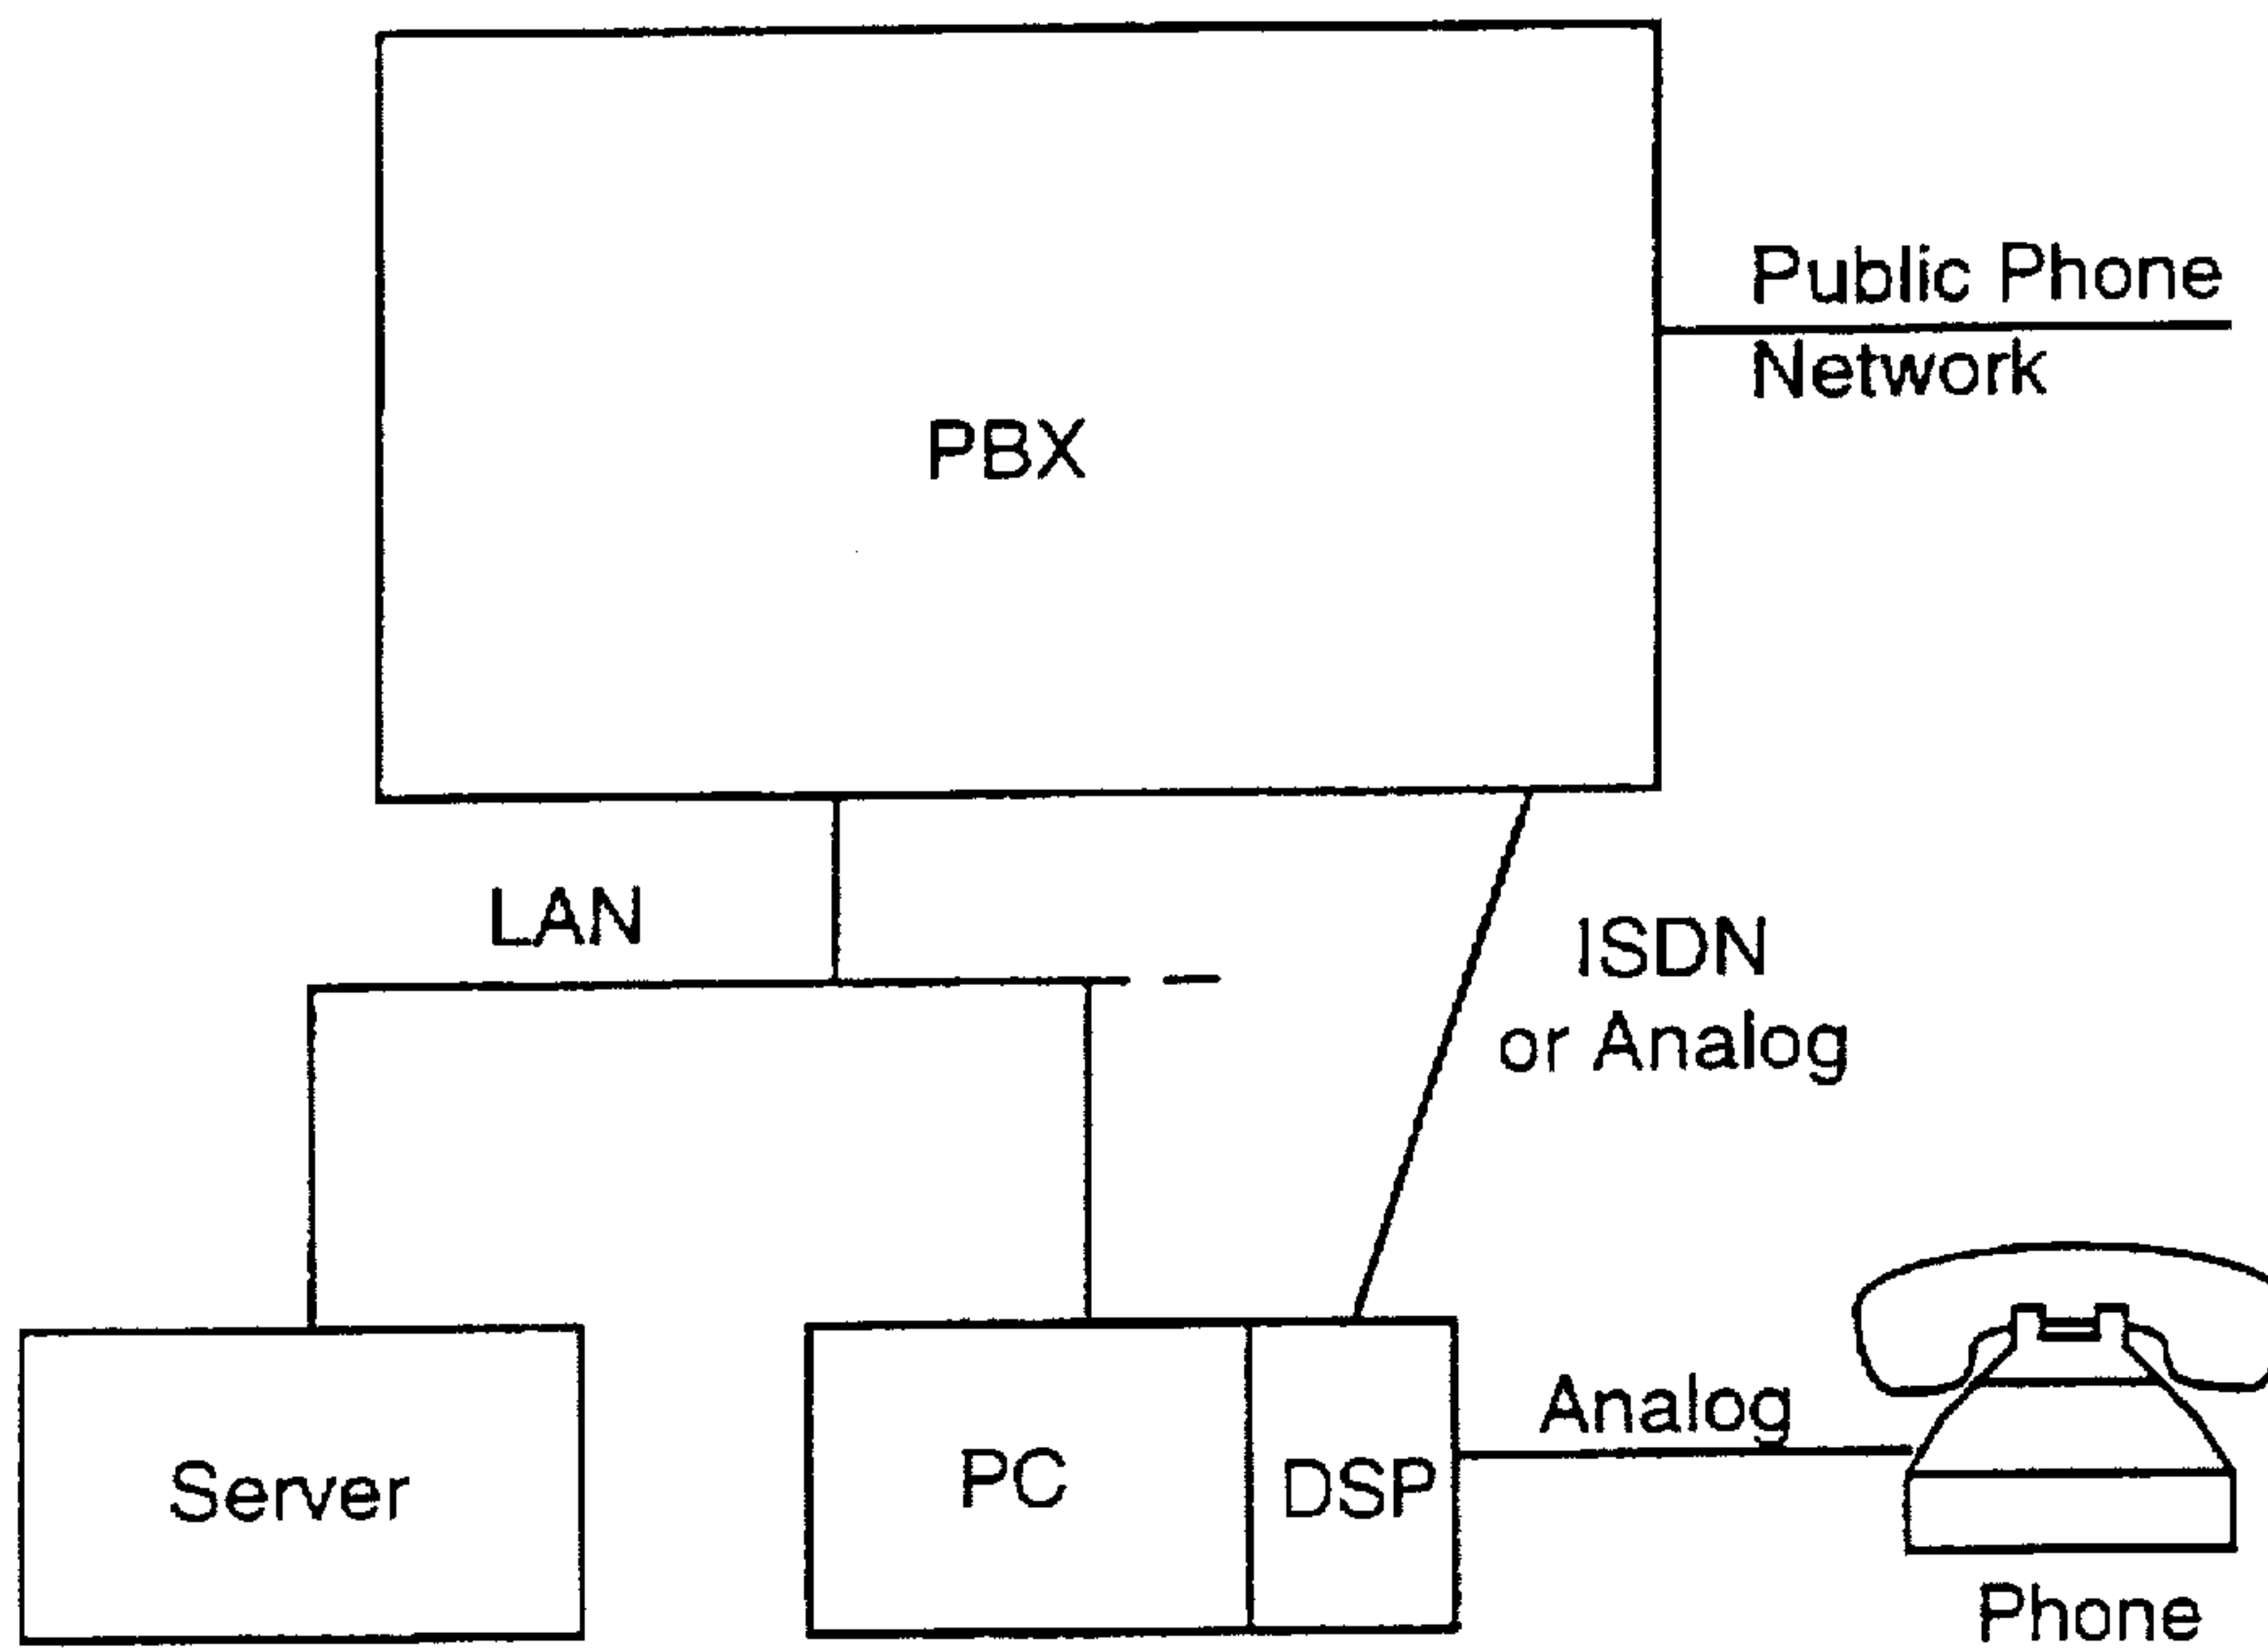 Public Phone
Network
PBX
LAN
ISDN
or Analog
Analog
Server
PC
DSP
Phone